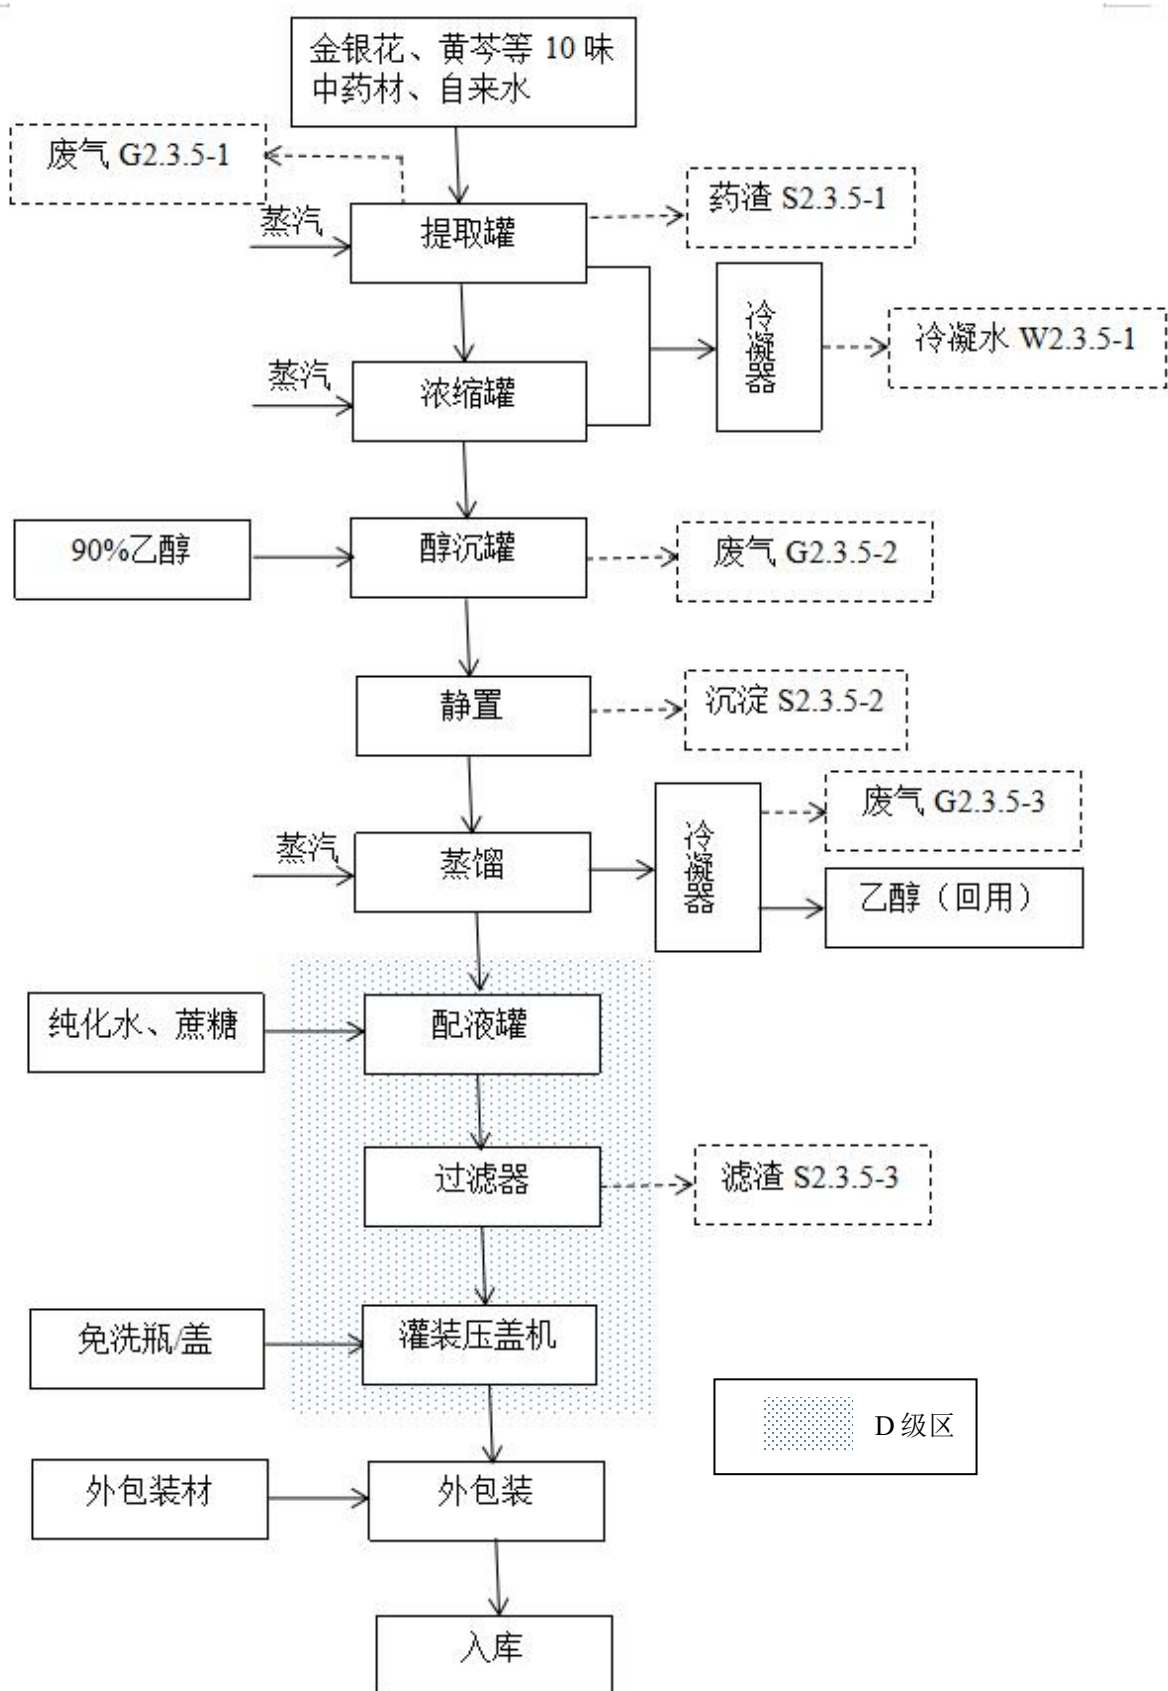 金银花、黄芩等 10 味
中药材、自来水
废气 G2.3.5-1
药渣 S2.3.5-1
蒸汽
提取罐
冷凝器
冷凝水 W2.3.5-1
蒸汽
浓缩罐
90%乙醇
醇沉罐
废气 G2.3.5-2
静置
沉淀 S2.3.5-2
废气 G2.3.5-3
蒸汽
蒸馏
冷凝器
乙醇（回用）
纯化水、蔗糖
配液罐
过滤器
滤渣 S2.3.5-3
免洗瓶/盖
灌装压盖机
D 级区
外包装材
外包装
入库